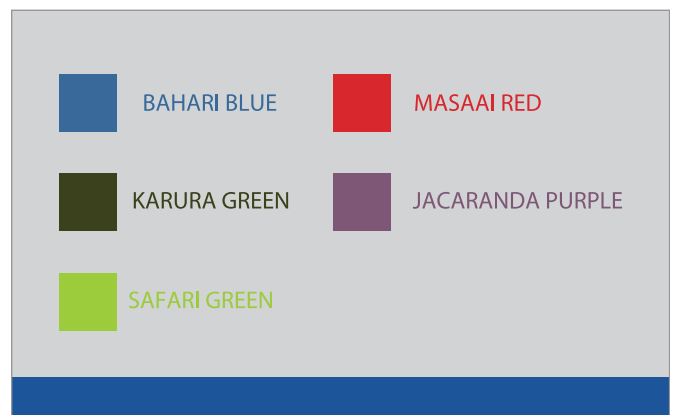 BAHARI BLUE
MASAAI RED
KARURA GREEN
JACARANDA PURPLE
SAFARI GREEN